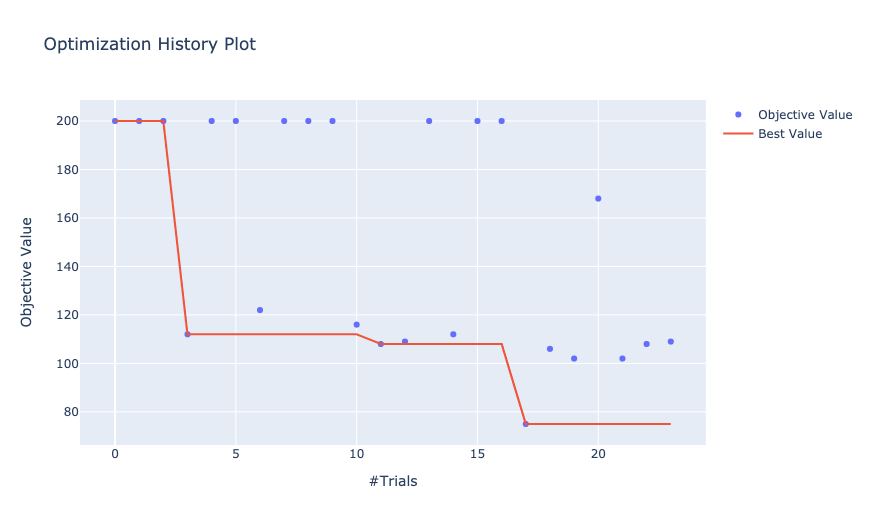 Optimization History Plot
Objective Value
Best Value
200
180
160
140
120
100
80
Objective Value
0
5
10
15
20
#Trials